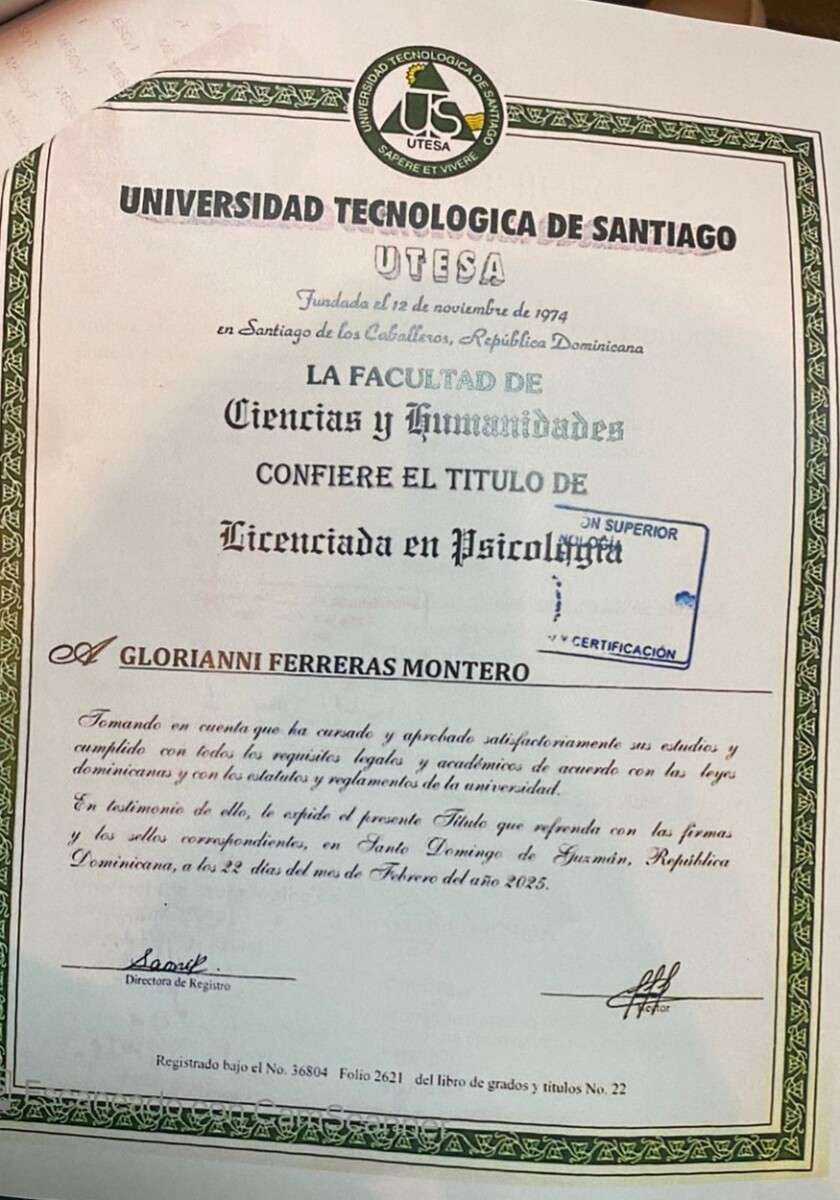 UNIVERSIDAD TECNOLOGICA DE SANTIAGO
US
UTESA
SAPERE ET VIVERE
UNIVERSIDAD TECNOLOGICA DE SANTIAGO
UTESA
Fundada el 12 de noviembre de 1974
en Santiago de los Caballeros, República Dominicana
LA FACULTAD DE
Ciencias y Humanidades
CONFIERE EL TITULO DE
ON SUPERIOR
NOLOGÍA
Licenciada en Psicología
Y CERTIFICACIÓN
A GLORIANNI FERRERAS MONTERO
Tomando en cuenta que ha cursado y aprobado satisfactoriamente sus estudios y
cumplido con todos los requisitos legales y académicos de acuerdo con las leyes
dominicanas y con los estatutos y reglamentos de la universidad.
En testimonio de ello, le expide el presente Título que refrenda con las firmas
y los sellos correspondientes, en Santo Domingo de Guzmán, República
Dominicana, a los 22 días del mes de Febrero del año 2025.
Directora de Registro
Rector
Registrado bajo el No. 36804 Folio 2621 del libro de grados y títulos No. 22
Escaneado con CamScanner